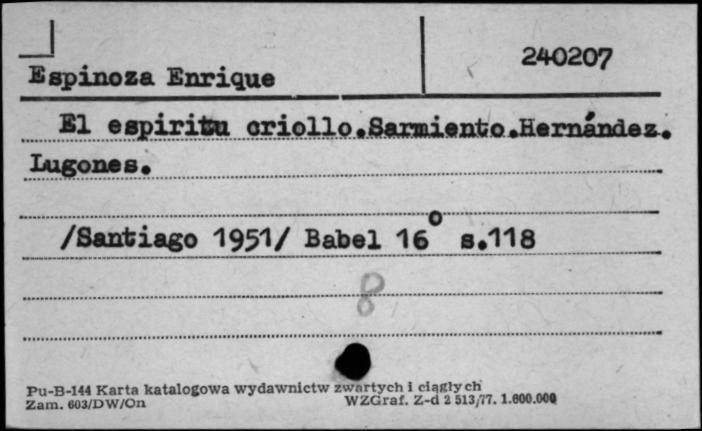 240207
Espinoza Enrique
El espiritu criollo.Sarmiento.Hernández.
Lugones.
/Santiago 1951/ Babel 16° s.118
8
Pu-B-144 Karta katalogowa wydawnictw zwartych i ciągłych
Zam. 603/DW/On WZGraf. Z-d 2 513/77. 1.600.000